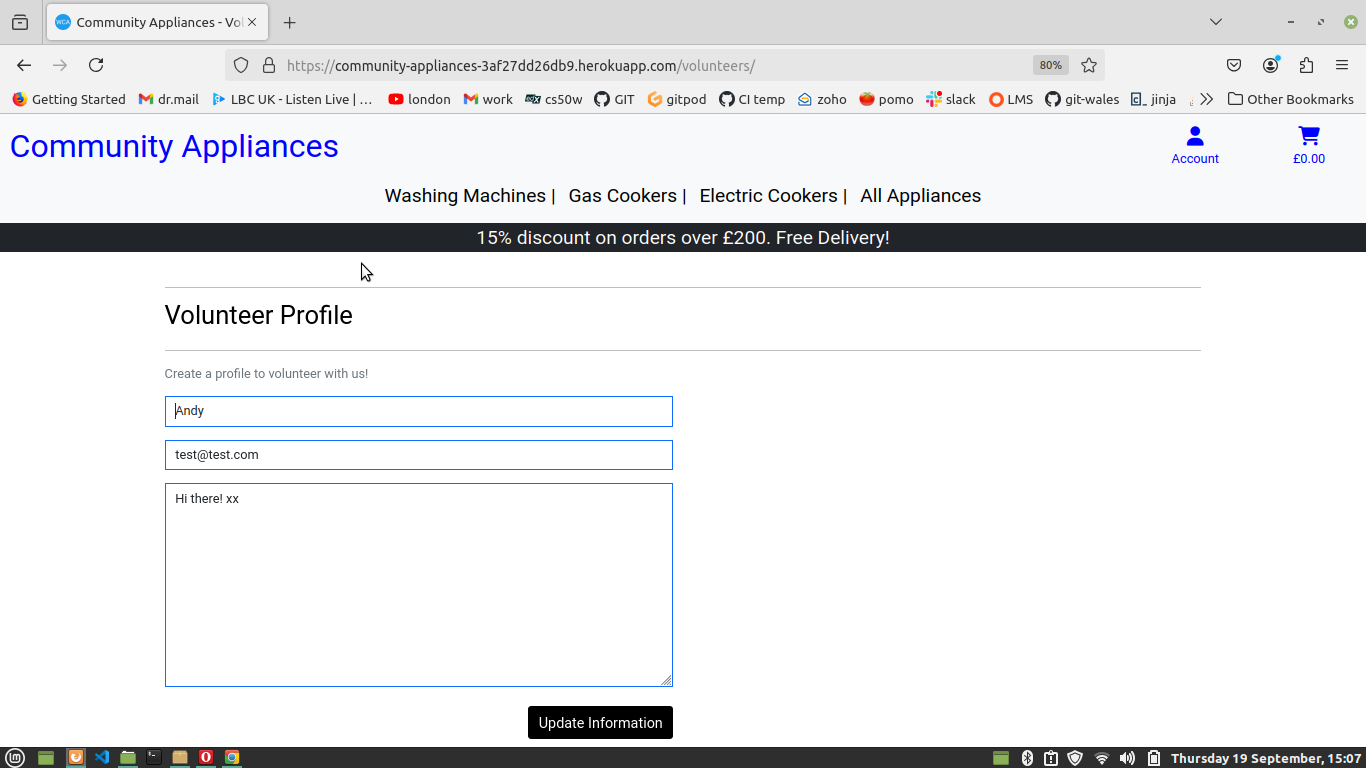 WCA Community Appliances - Vol
https://community-appliances-3af27dd26db9.herokuapp.com/volunteers/ 80%
Getting Started dr.mail LBC UK - Listen Live | … london work cs50w GIT gitpod CI temp zoho pomo slack LMS git-wales jinja Other Bookmarks
Community Appliances
Account £0.00
Washing Machines | Gas Cookers | Electric Cookers | All Appliances
15% discount on orders over £200. Free Delivery!
Volunteer Profile
Create a profile to volunteer with us!
Andy
test@test.com
Hi there! xx
Update Information
Thursday 19 September, 15:07